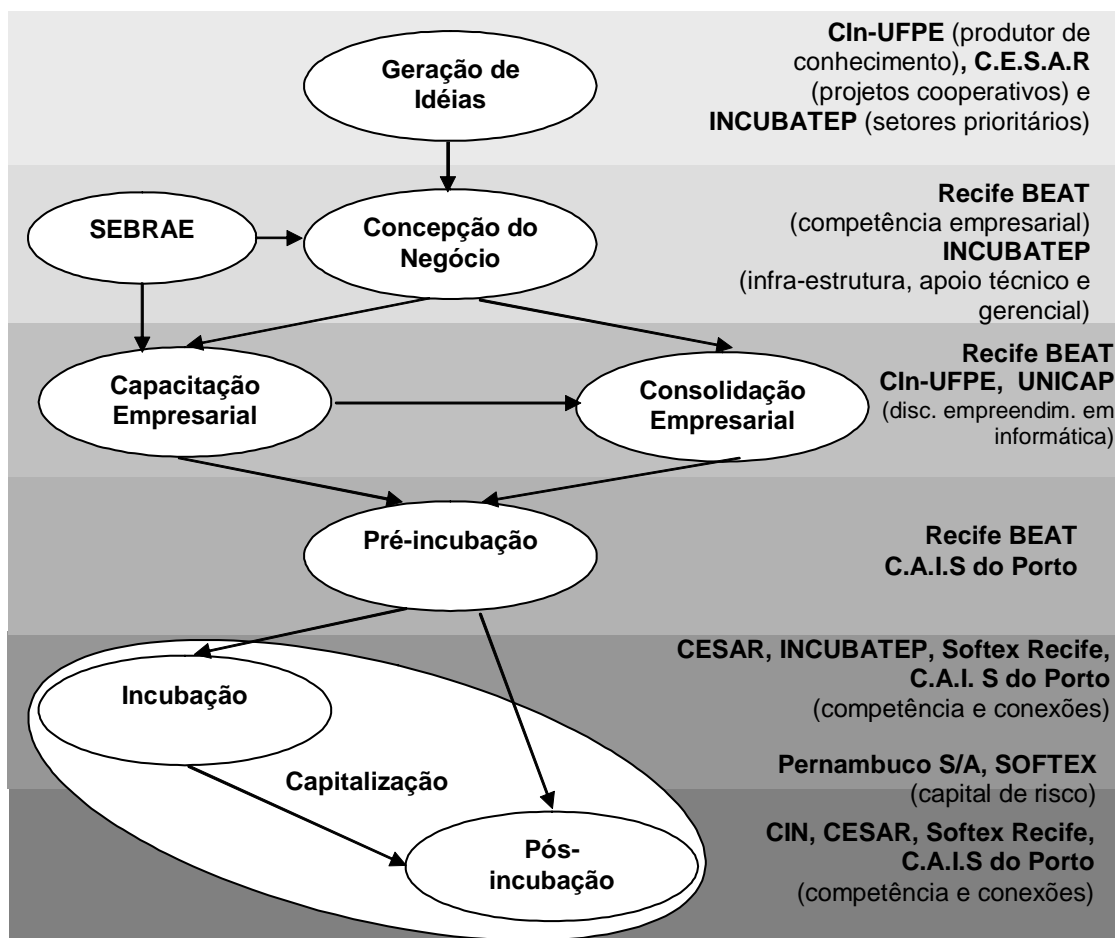 CIn-UFPE (produtor de
conhecimento), C.E.S.A.R
(projetos cooperativos) e
INCUBATEP (setores prioritários)
Geração de
Idéias
Recife BEAT
(competência empresarial)
INCUBATEP
(infra-estrutura, apoio técnico e
gerencial)
SEBRAE
Concepção do
Negócio
Recife BEAT
CIn-UFPE, UNICAP
(disc. empreendim. em
informática)
Capacitação
Empresarial
Consolidação
Empresarial
Pré-incubação
Recife BEAT
C.A.I.S do Porto
CESAR, INCUBATEP, Softex Recife,
C.A.I. S do Porto
(competência e conexões)
Incubação
Capitalização
Pernambuco S/A, SOFTEX
(capital de risco)
CIN, CESAR, Softex Recife,
C.A.I.S do Porto
(competência e conexões)
Pós-
incubação